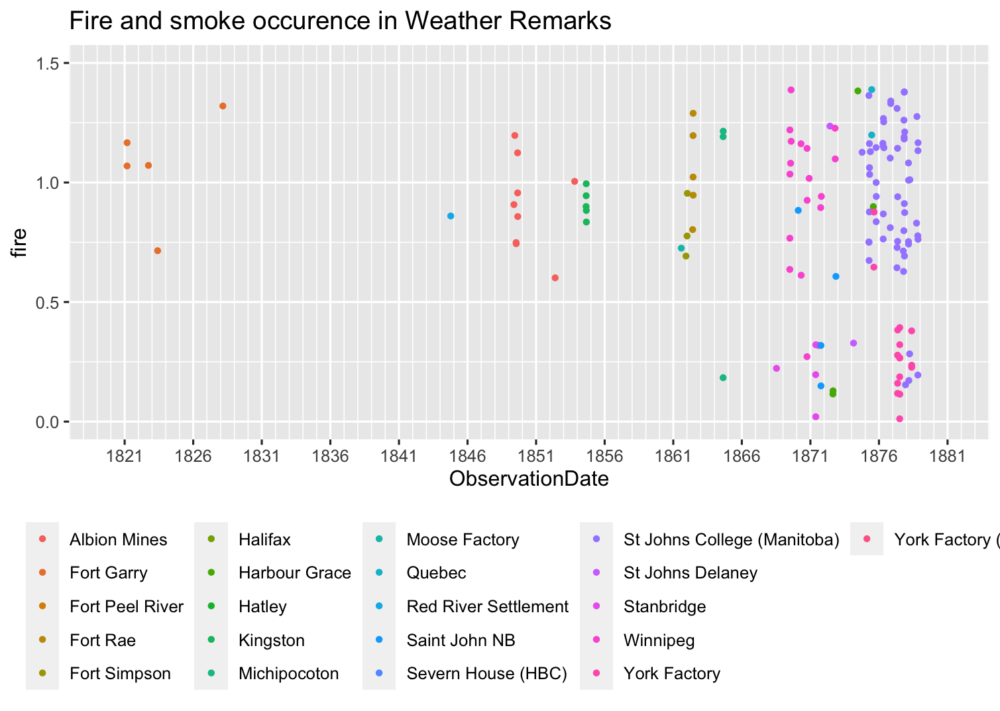 Fire and smoke occurence in Weather Remarks
1.5
1.0
0.5
0.0
fire
1821 1826 1831 1836 1841 1846 1851 1856 1861 1866 1871 1876 1881
ObservationDate
Albion Mines Halifax Moose Factory St Johns College (Manitoba) York Factory (
Fort Garry Harbour Grace Quebec St Johns Delaney
Fort Peel River Hatley Red River Settlement Stanbridge
Fort Rae Kingston Saint John NB Winnipeg
Fort Simpson Michipocoton Severn House (HBC) York Factory